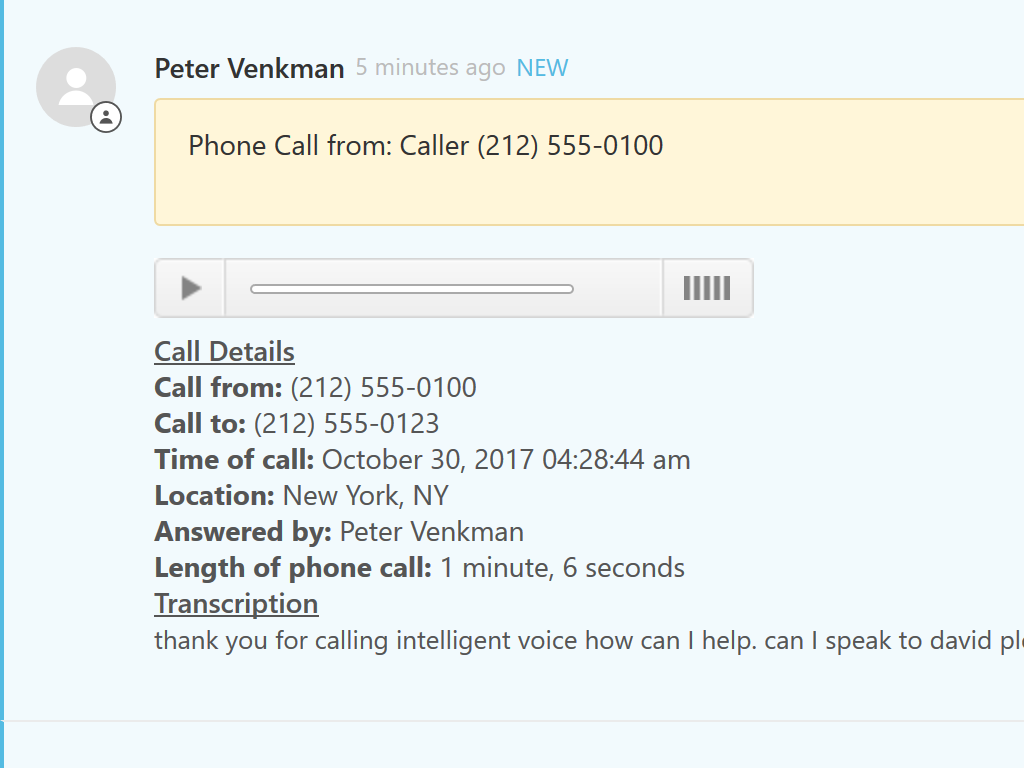 Peter Venkman 5 minutes ago NEW
Phone Call from: Caller (212) 555-0100
Call Details
Call from: (212) 555-0100
Call to: (212) 555-0123
Time of call: October 30, 2017 04:28:44 am
Location: New York, NY
Answered by: Peter Venkman
Length of phone call: 1 minute, 6 seconds
Transcription
thank you for calling intelligent voice how can I help. can I speak to david